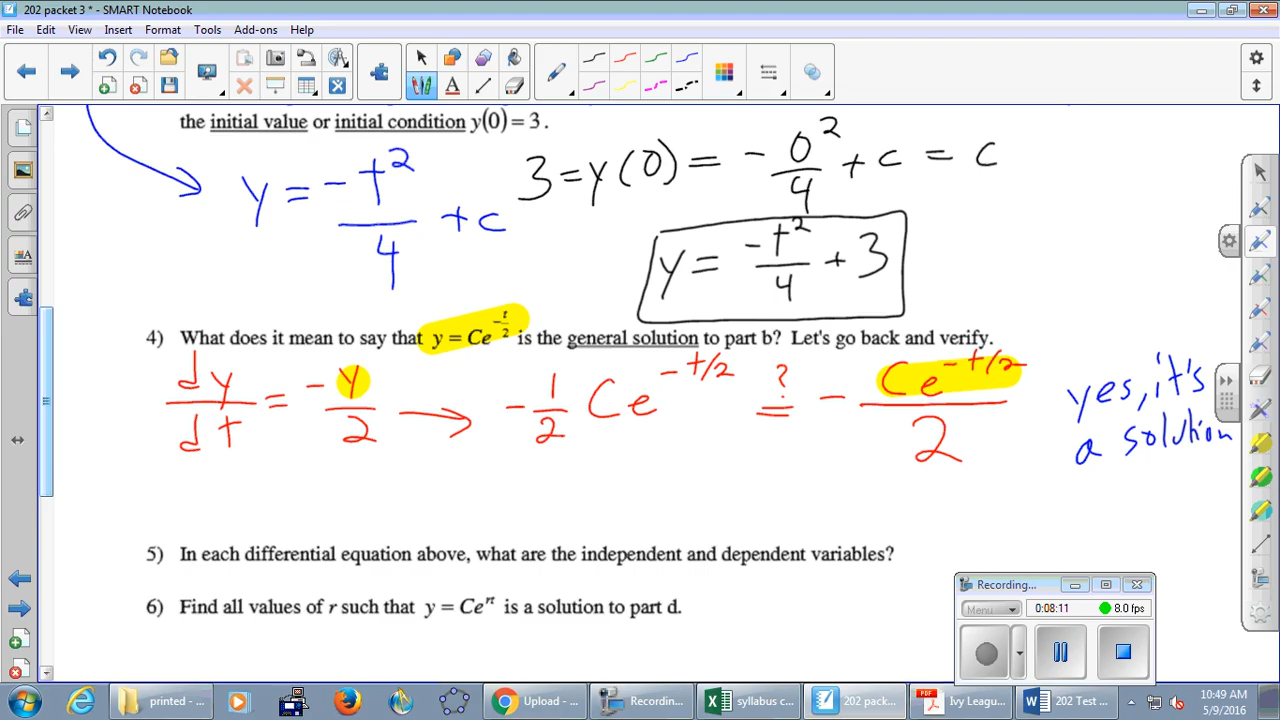 202 packet 3 * - SMART Notebook
File Edit View Insert Format Tools Add-ons Help
the initial value or initial condition y(0) = 3 .
y = -t²/4 + c
3 = y(0) = - 0²/4 + c = c
y = -t²/4 + 3
4) What does it mean to say that y = Ce^(-t/2) is the general solution to part b? Let's go back and verify.
dy/dt = - y/2 → - 1/2 Ce^(-t/2) ≟ - Ce^(-t/2)/2
yes, it's
a solution
5) In each differential equation above, what are the independent and dependent variables?
6) Find all values of r such that y = Ce^(rt) is a solution to part d.
Recording...
Menu 0:08:11 8.0 fps
printed - ... Upload - ... Recordin... syllabus c... 202 pack... Ivy Leagu... 202 Test ...
10:49 AM
5/9/2016